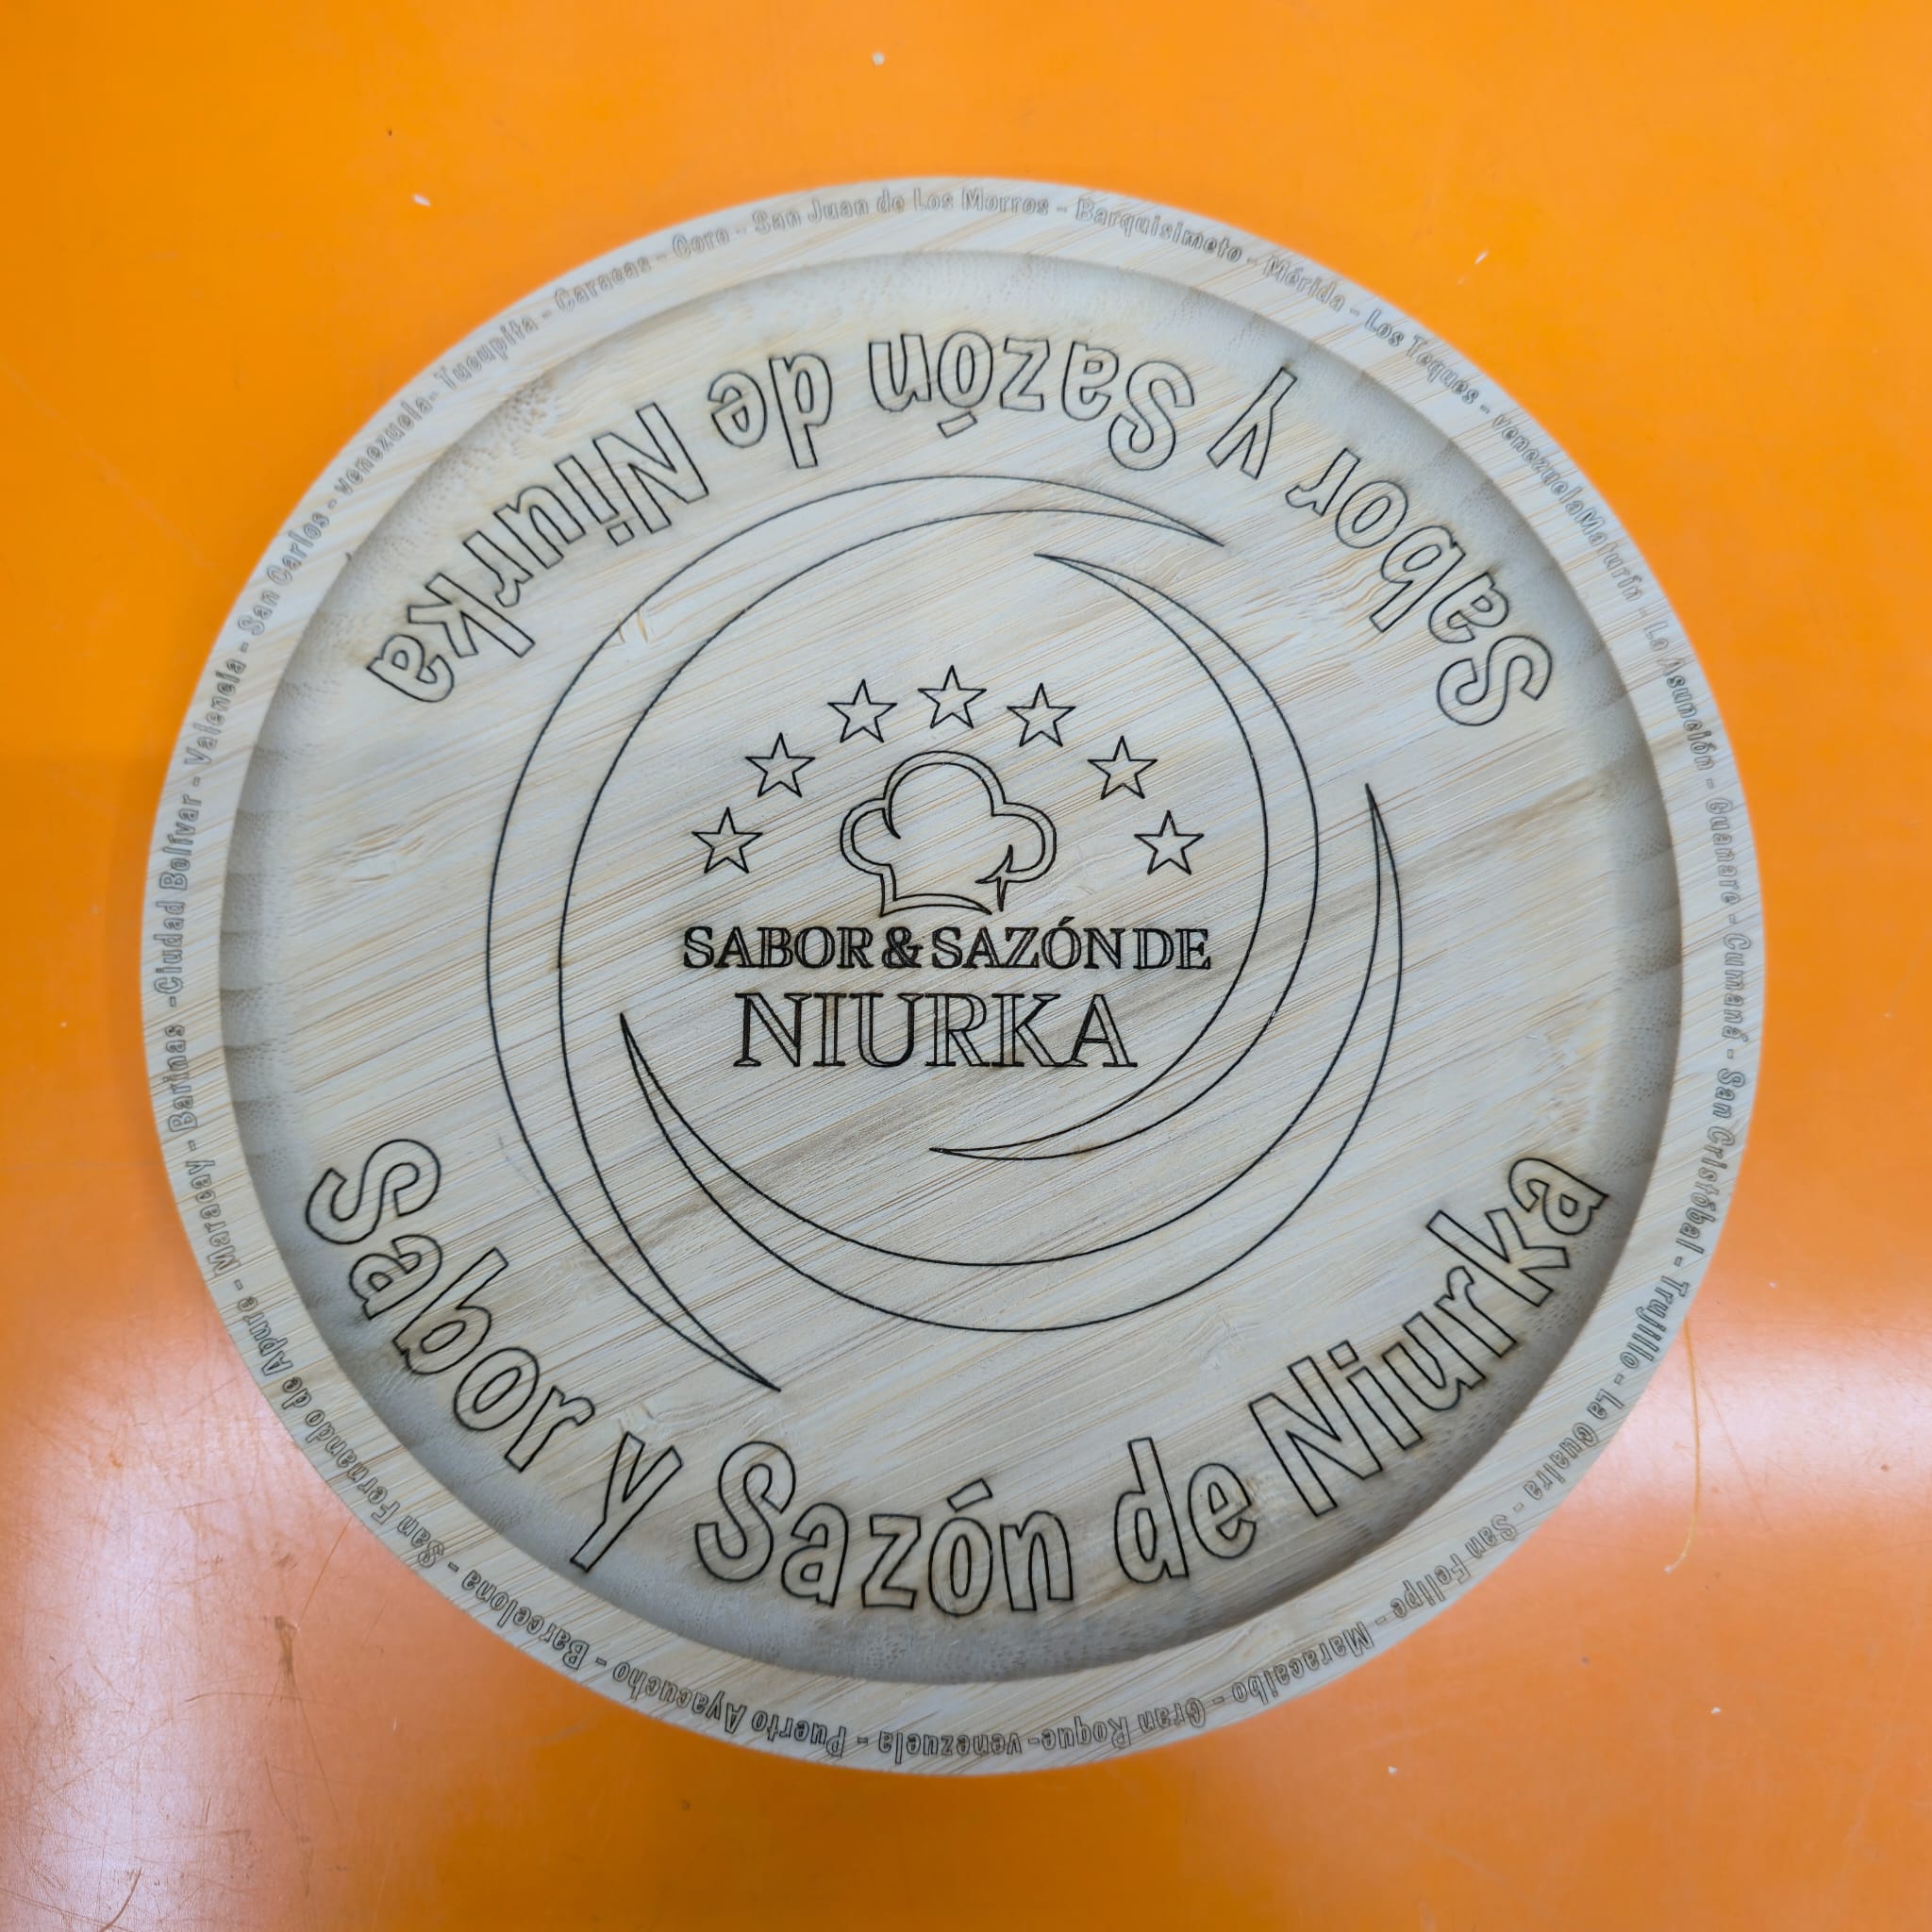 SABOR & SAZÓN DE
NIURKA
Sabor y Sazón de Niurka
Sabor y Sazón de Niurka
Caracas - Coro - San Juan de Los Morros - Barquisimeto - Mérida - Los Teques - venezuelaMaturín - La Asunción - Guanare - Cumaná - San Cristóbal - Trujillo - La Guaira - San Felipe - Maracaibo - Gran Roque-venezuela - Puerto Ayacucho - Barcelona - San Fernando de Apure - Maracay - Barinas -Ciudad Bolívar - Valencia - San Carlos - venezuela- Tucupita -